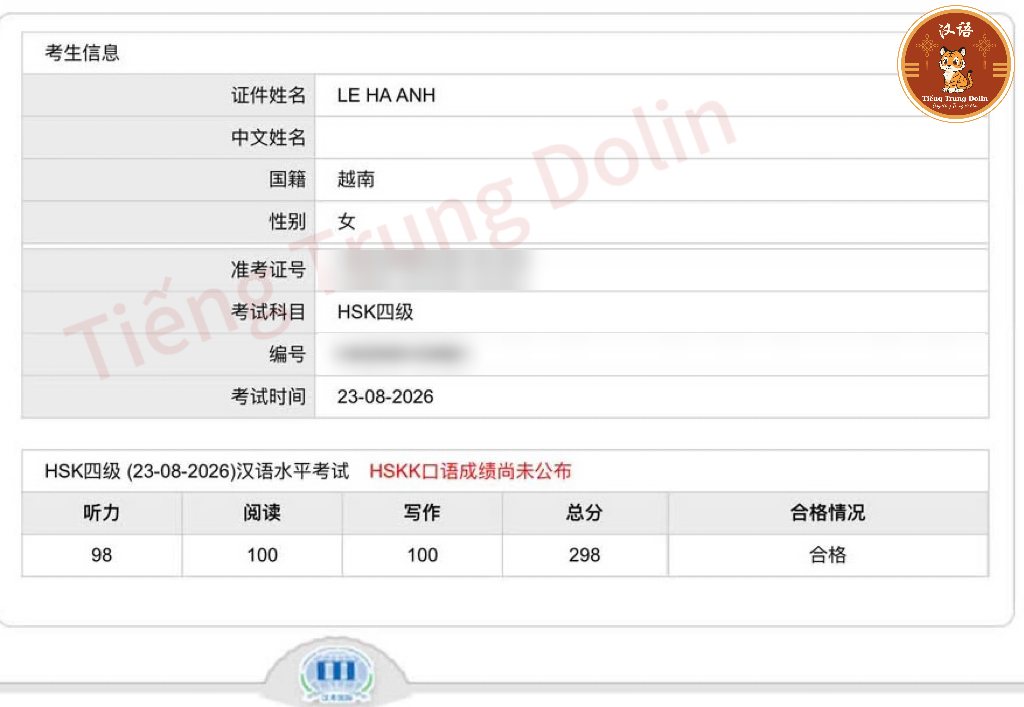 汉语
Tiếng Trung Dolin
考生信息
证件姓名 LE HA ANH
中文姓名
国籍 越南
性别 女
准考证号
考试科目 HSK四级
编号
考试时间 23-08-2026
Tiếng Trung Dolin
HSK四级 (23-08-2026)汉语水平考试 HSKK口语成绩尚未公布
听力 阅读 写作 总分 合格情况
98 100 100 298 合格